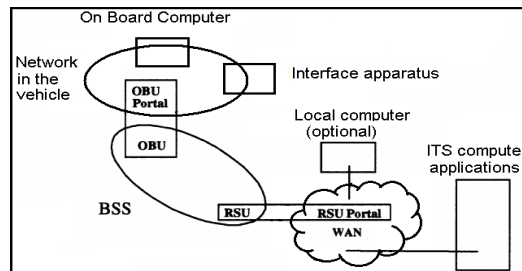 On Board Computer
Network
in the
vehicle
OBU
Portal
Interface apparatus
OBU
Local computer
(optional)
ITS compute
applications
BSS
RSU
RSU Portal
WAN